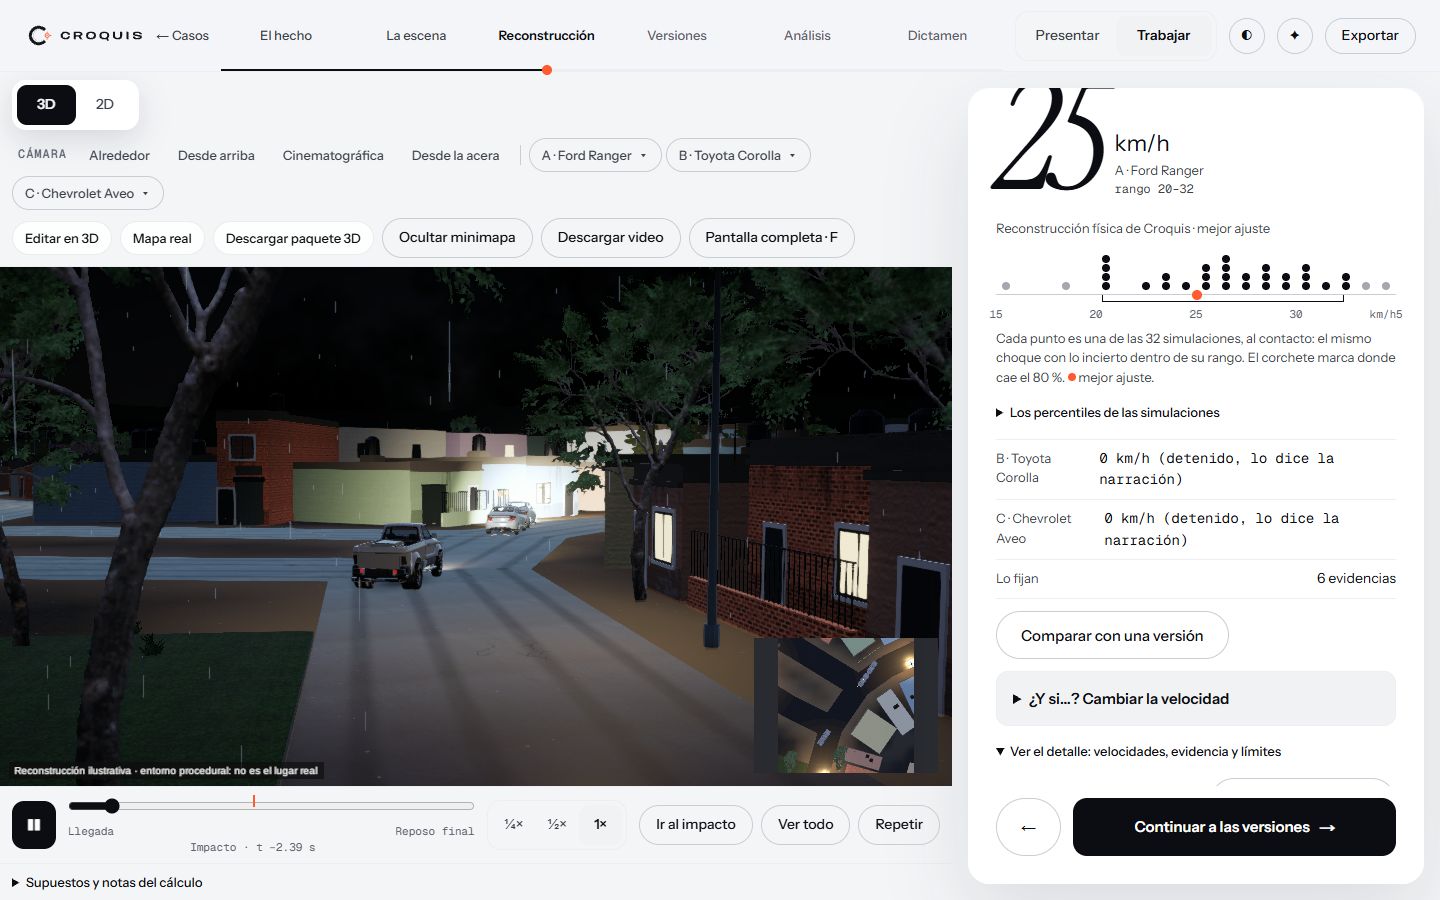 CROQUIS
← Casos
El hecho
La escena
Reconstrucción
Versiones
Análisis
Dictamen
Presentar
Trabajar
Exportar
3D
2D
CÁMARA
Alrededor
Desde arriba
Cinematográfica
Desde la acera
A · Ford Ranger
B · Toyota Corolla
C · Chevrolet Aveo
Editar en 3D
Mapa real
Descargar paquete 3D
Ocultar minimapa
Descargar video
Pantalla completa · F
Reconstrucción ilustrativa - entorno procedural: no es el lugar real
Llegada
Reposo final
Impacto · t −2.39 s
¼×
½×
1×
Ir al impacto
Ver todo
Repetir
Supuestos y notas del cálculo
25
km/h
A · Ford Ranger
rango 20–32
Reconstrucción física de Croquis · mejor ajuste
15
20
25
30
km/h5
Cada punto es una de las 32 simulaciones, al contacto: el mismo
choque con lo incierto dentro de su rango. El corchete marca donde
cae el 80 %. mejor ajuste.
Los percentiles de las simulaciones
B · Toyota
Corolla
0 km/h (detenido, lo dice la
narración)
C · Chevrolet
Aveo
0 km/h (detenido, lo dice la
narración)
Lo fijan
6 evidencias
Comparar con una versión
¿Y si…? Cambiar la velocidad
Ver el detalle: velocidades, evidencia y límites
←
Continuar a las versiones →